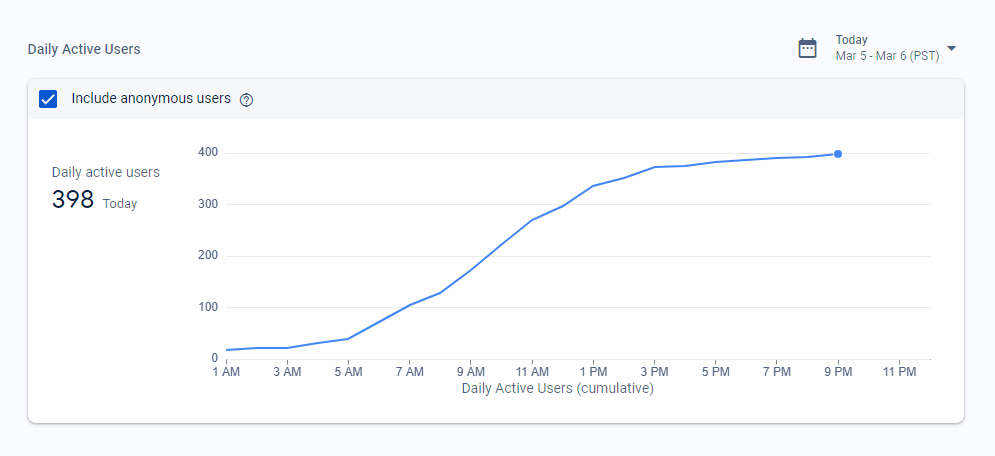 Daily Active Users
Today
Mar 5 - Mar 6 (PST)
Include anonymous users
Daily active users
398 Today
400
300
200
100
0
1 AM 3 AM 5 AM 7 AM 9 AM 11 AM 1 PM 3 PM 5 PM 7 PM 9 PM 11 PM
Daily Active Users (cumulative)